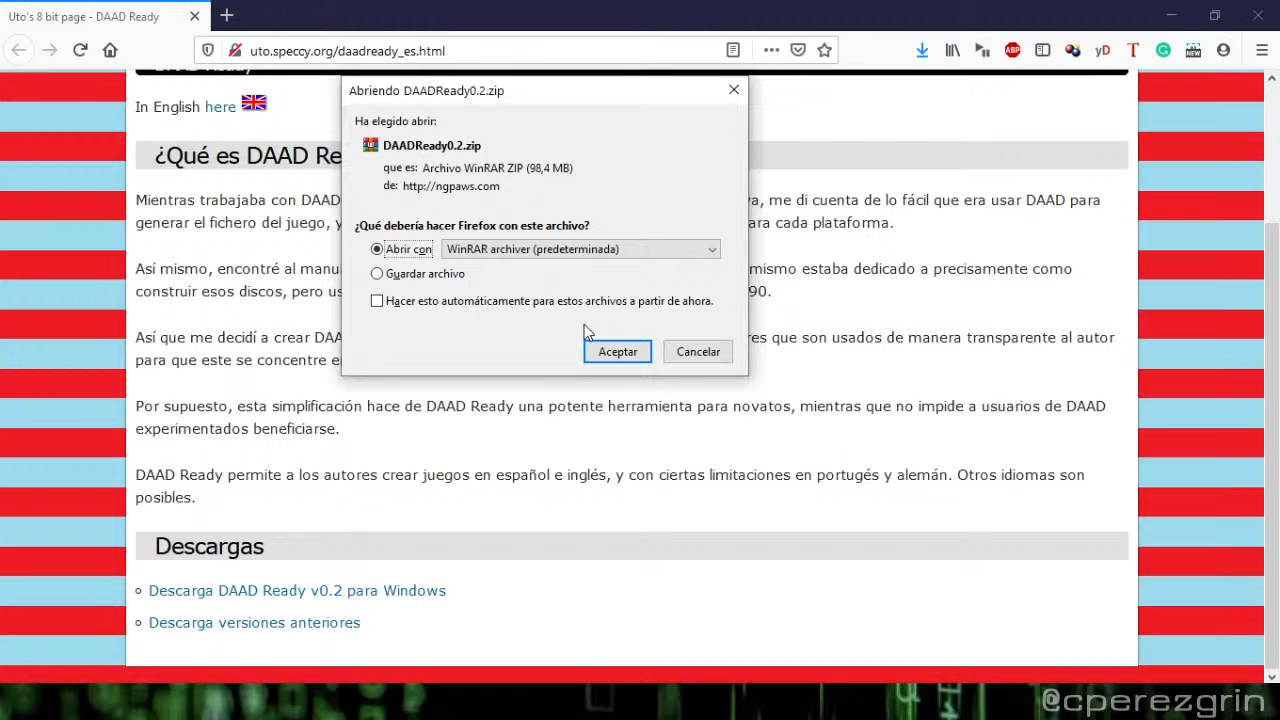 Uto's 8 bit page - DAAD Ready
uto.speccy.org/daadready_es.html
ABP
yD
T
NEW
In English here
Abriendo DAADReady0.2.zip
Ha elegido abrir:
DAADReady0.2.zip
que es: Archivo WinRAR ZIP (98,4 MB)
de: http://ngpaws.com
¿Qué debería hacer Firefox con este archivo?
Abrir con WinRAR archiver (predeterminada)
Guardar archivo
Hacer esto automáticamente para estos archivos a partir de ahora.
Aceptar Cancelar
¿Qué es DAAD Re
Mientras trabajaba con DAAD a, me di cuenta de lo fácil que era usar DAAD para
generar el fichero del juego, y ara cada plataforma.
Así mismo, encontré al manua mismo estaba dedicado a precisamente como
construir esos discos, pero us 90.
Así que me decidí a crear DAA es que son usados de manera transparente al autor
para que este se concentre e
Por supuesto, esta simplificación hace de DAAD Ready una potente herramienta para novatos, mientras que no impide a usuarios de DAAD
experimentados beneficiarse.
DAAD Ready permite a los autores crear juegos en español e inglés, y con ciertas limitaciones en portugés y alemán. Otros idiomas son
posibles.
Descargas
Descarga DAAD Ready v0.2 para Windows
Descarga versiones anteriores
@cperezgrin